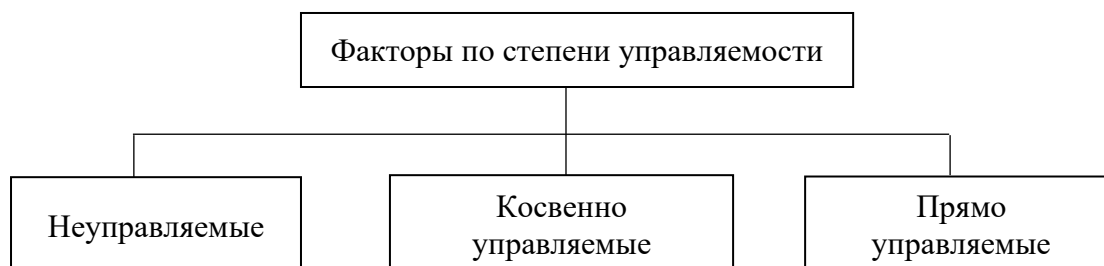 Факторы по степени управляемости
Неуправляемые
Косвенно
управляемые
Прямо
управляемые